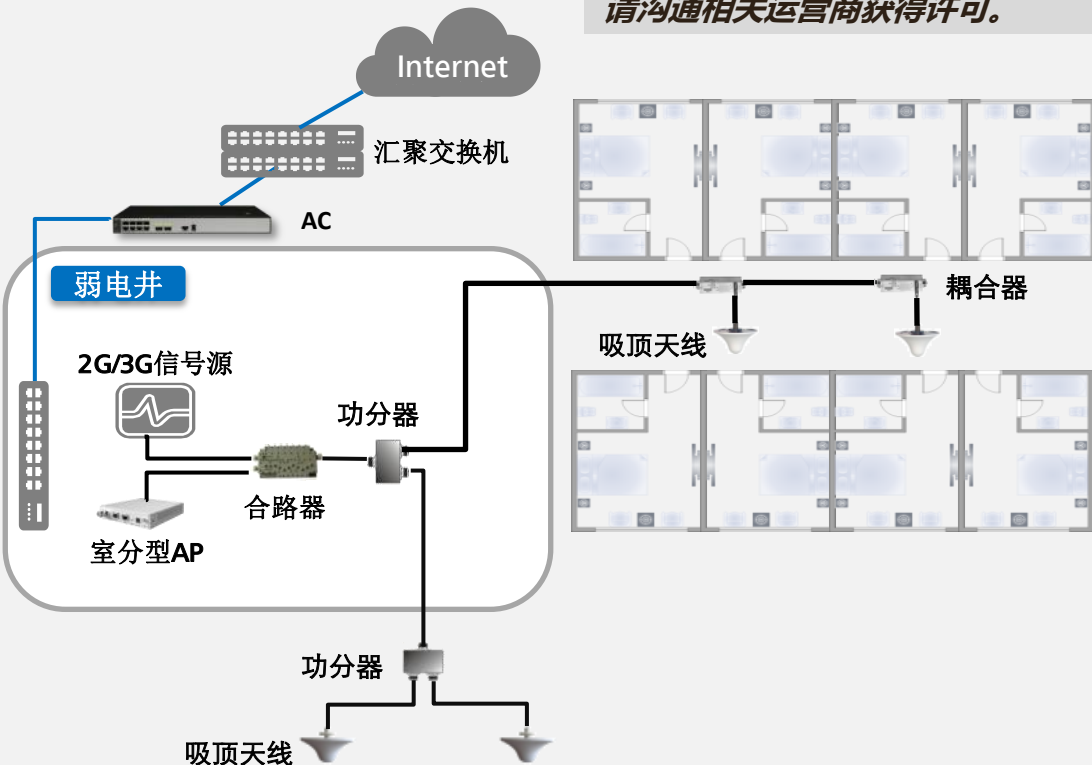 请沟通相关运营商获得许可。
Internet
汇聚交换机
AC
弱电井
耦合器
吸顶天线
2G/3G信号源
功分器
合路器
室分型AP
功分器
吸顶天线